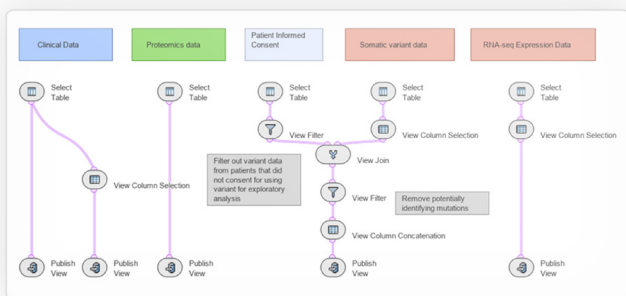 Clinical Data
Proteomics data
Patient Informed
Consent
Somatic variant data
RNA-seq Expression Data
Select
Table
Select
Table
Select
Table
Select
Table
Select
Table
View Filter
View Column Selection
View Column Selection
Filter out variant data
from patients that did
not consent for using
variant for exploratory
analysis
View Join
View Column Selection
View Filter
Remove potentially
identifying mutations
View Column Concatenation
Publish
View
Publish
View
Publish
View
Publish
View
Publish
View